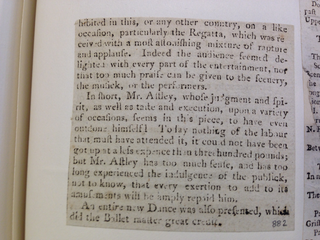 hibited in this, or any other country, on a like
occasion, particularly the Regatta, which was re-
ceived with a most astonishing mixture of rapture
and applause. Indeed the audience seemed de-
lighted with every part of the entertainment, nor
that too much praise can be given to the scenery,
the musick, or the performers.
In short, Mr. Astley, whose judgment and spi-
rit, as well as taste and execution, upon a variety
of occasions, seems in this piece, to have even
outdone himself! To say nothing of the labour
that must have attended it, it could not have been
got up at a less expence than three hundred pounds;
but Mr. Astley has too much sense, and has too
long experienced the indulgence of the publick,
not to know, that every exertion to add to its
amusements will be amply repaid him.
An entire new Dance was also presented, which
did the Ballet master great credit.
882
De
past
Upper
N. B
Betw
To